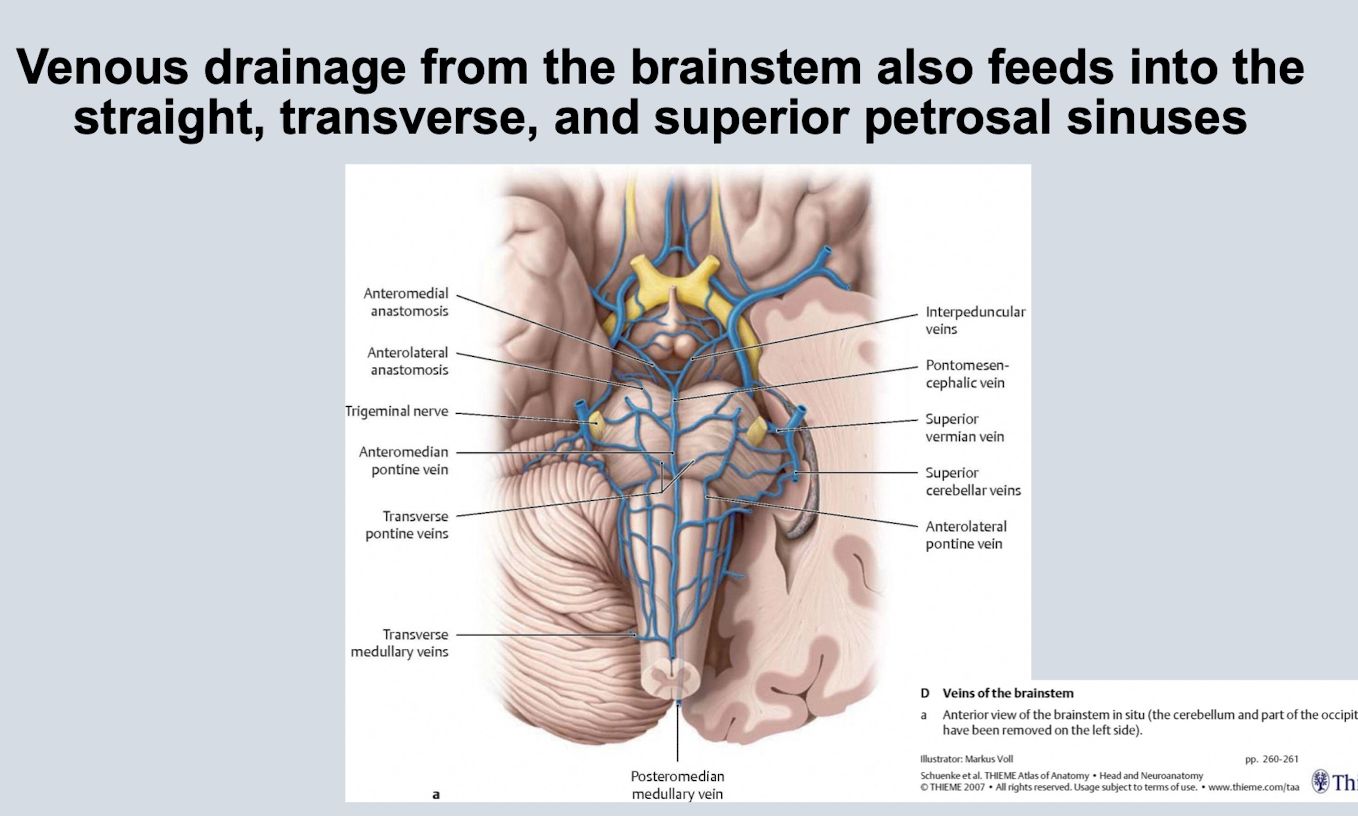 Venous drainage from the brainstem also feeds into the
straight, transverse, and superior petrosal sinuses
Anteromedial
anastomosis
Anterolateral
anastomosis
Trigeminal nerve
Anteromedian
pontine vein
Transverse
pontine veins
Transverse
medullary veins
Interpeduncular
veins
Pontomesen-
cephalic vein
Superior
vermian vein
Superior
cerebellar veins
Anterolateral
pontine vein
Posteromedian
medullary vein
a
D Veins of the brainstem
a Anterior view of the brainstem in situ (the cerebellum and part of the occipit
have been removed on the left side).
Illustrator: Markus Voll pp. 260-261
Schuenke et al. THIEME Atlas of Anatomy • Head and Neuroanatomy
© THIEME 2007 • All rights reserved. Usage subject to terms of use. • www.thieme.com/taa
Thi